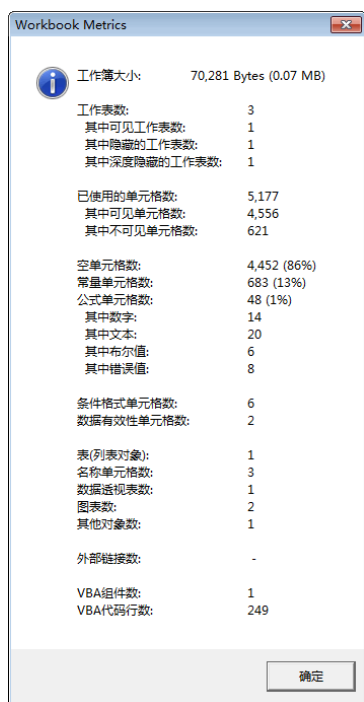 Workbook Metrics
工作簿大小: 70,281 Bytes (0.07 MB)
工作表数: 3
其中可见工作表数: 1
其中隐藏的工作表数: 1
其中深度隐藏的工作表数: 1
已使用的单元格数: 5,177
其中可见单元格数: 4,556
其中不可见单元格数: 621
空单元格数: 4,452 (86%)
常量单元格数: 683 (13%)
公式单元格数: 48 (1%)
其中数字: 14
其中文本: 20
其中布尔值: 6
其中错误值: 8
条件格式单元格数: 6
数据有效性单元格数: 2
表(列表对象): 1
名称单元格数: 3
数据透视表数: 1
图表数: 2
其他对象数: 1
外部链接数: -
VBA组件数: 1
VBA代码行数: 249
确定